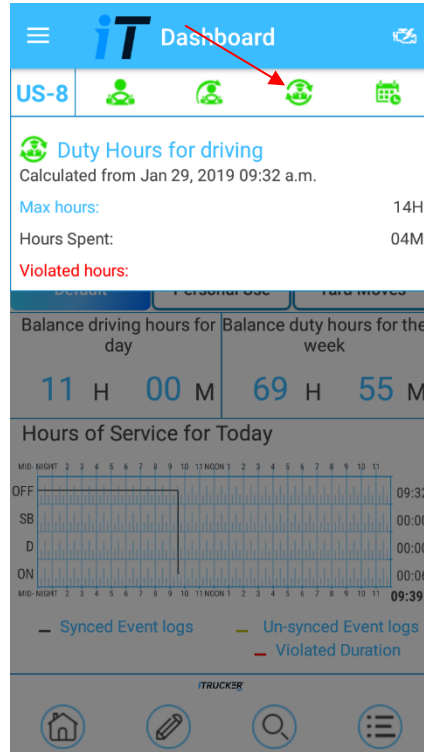 iT Dashboard
US-8
Duty Hours for driving
Calculated from Jan 29, 2019 09:32 a.m.
Max hours: 14H
Hours Spent: 04M
Violated hours:
Default Personal Use Yard Moves
Balance driving hours for day
Balance duty hours for the week
11 H 00 M 69 H 55 M
Hours of Service for Today
MID-NIGHT 2 3 4 5 6 7 8 9 10 11 NOON 1 2 3 4 5 6 7 8 9 10 11
OFF 09:32
SB 00:00
D 00:00
ON 00:06
MID-NIGHT 2 3 4 5 6 7 8 9 10 11 NOON 1 2 3 4 5 6 7 8 9 10 11 09:39
Synced Event logs Un-synced Event logs
Violated Duration
iTRUCKER